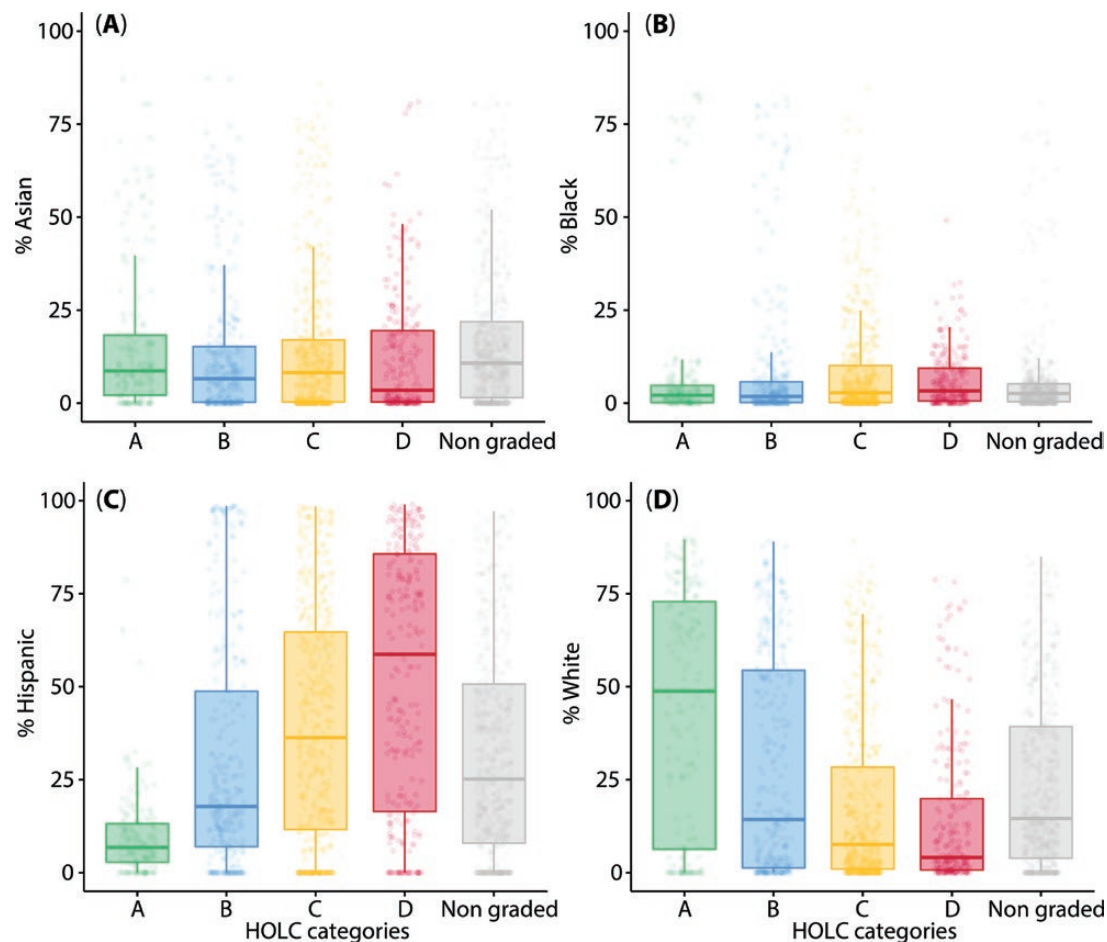 (A)
% Asian
100
75
50
25
0
A B C D Non graded
(B)
% Black
100
75
50
25
0
A B C D Non graded
(C)
% Hispanic
100
75
50
25
0
A B C D Non graded
HOLC categories
(D)
% White
100
75
50
25
0
A B C D Non graded
HOLC categories